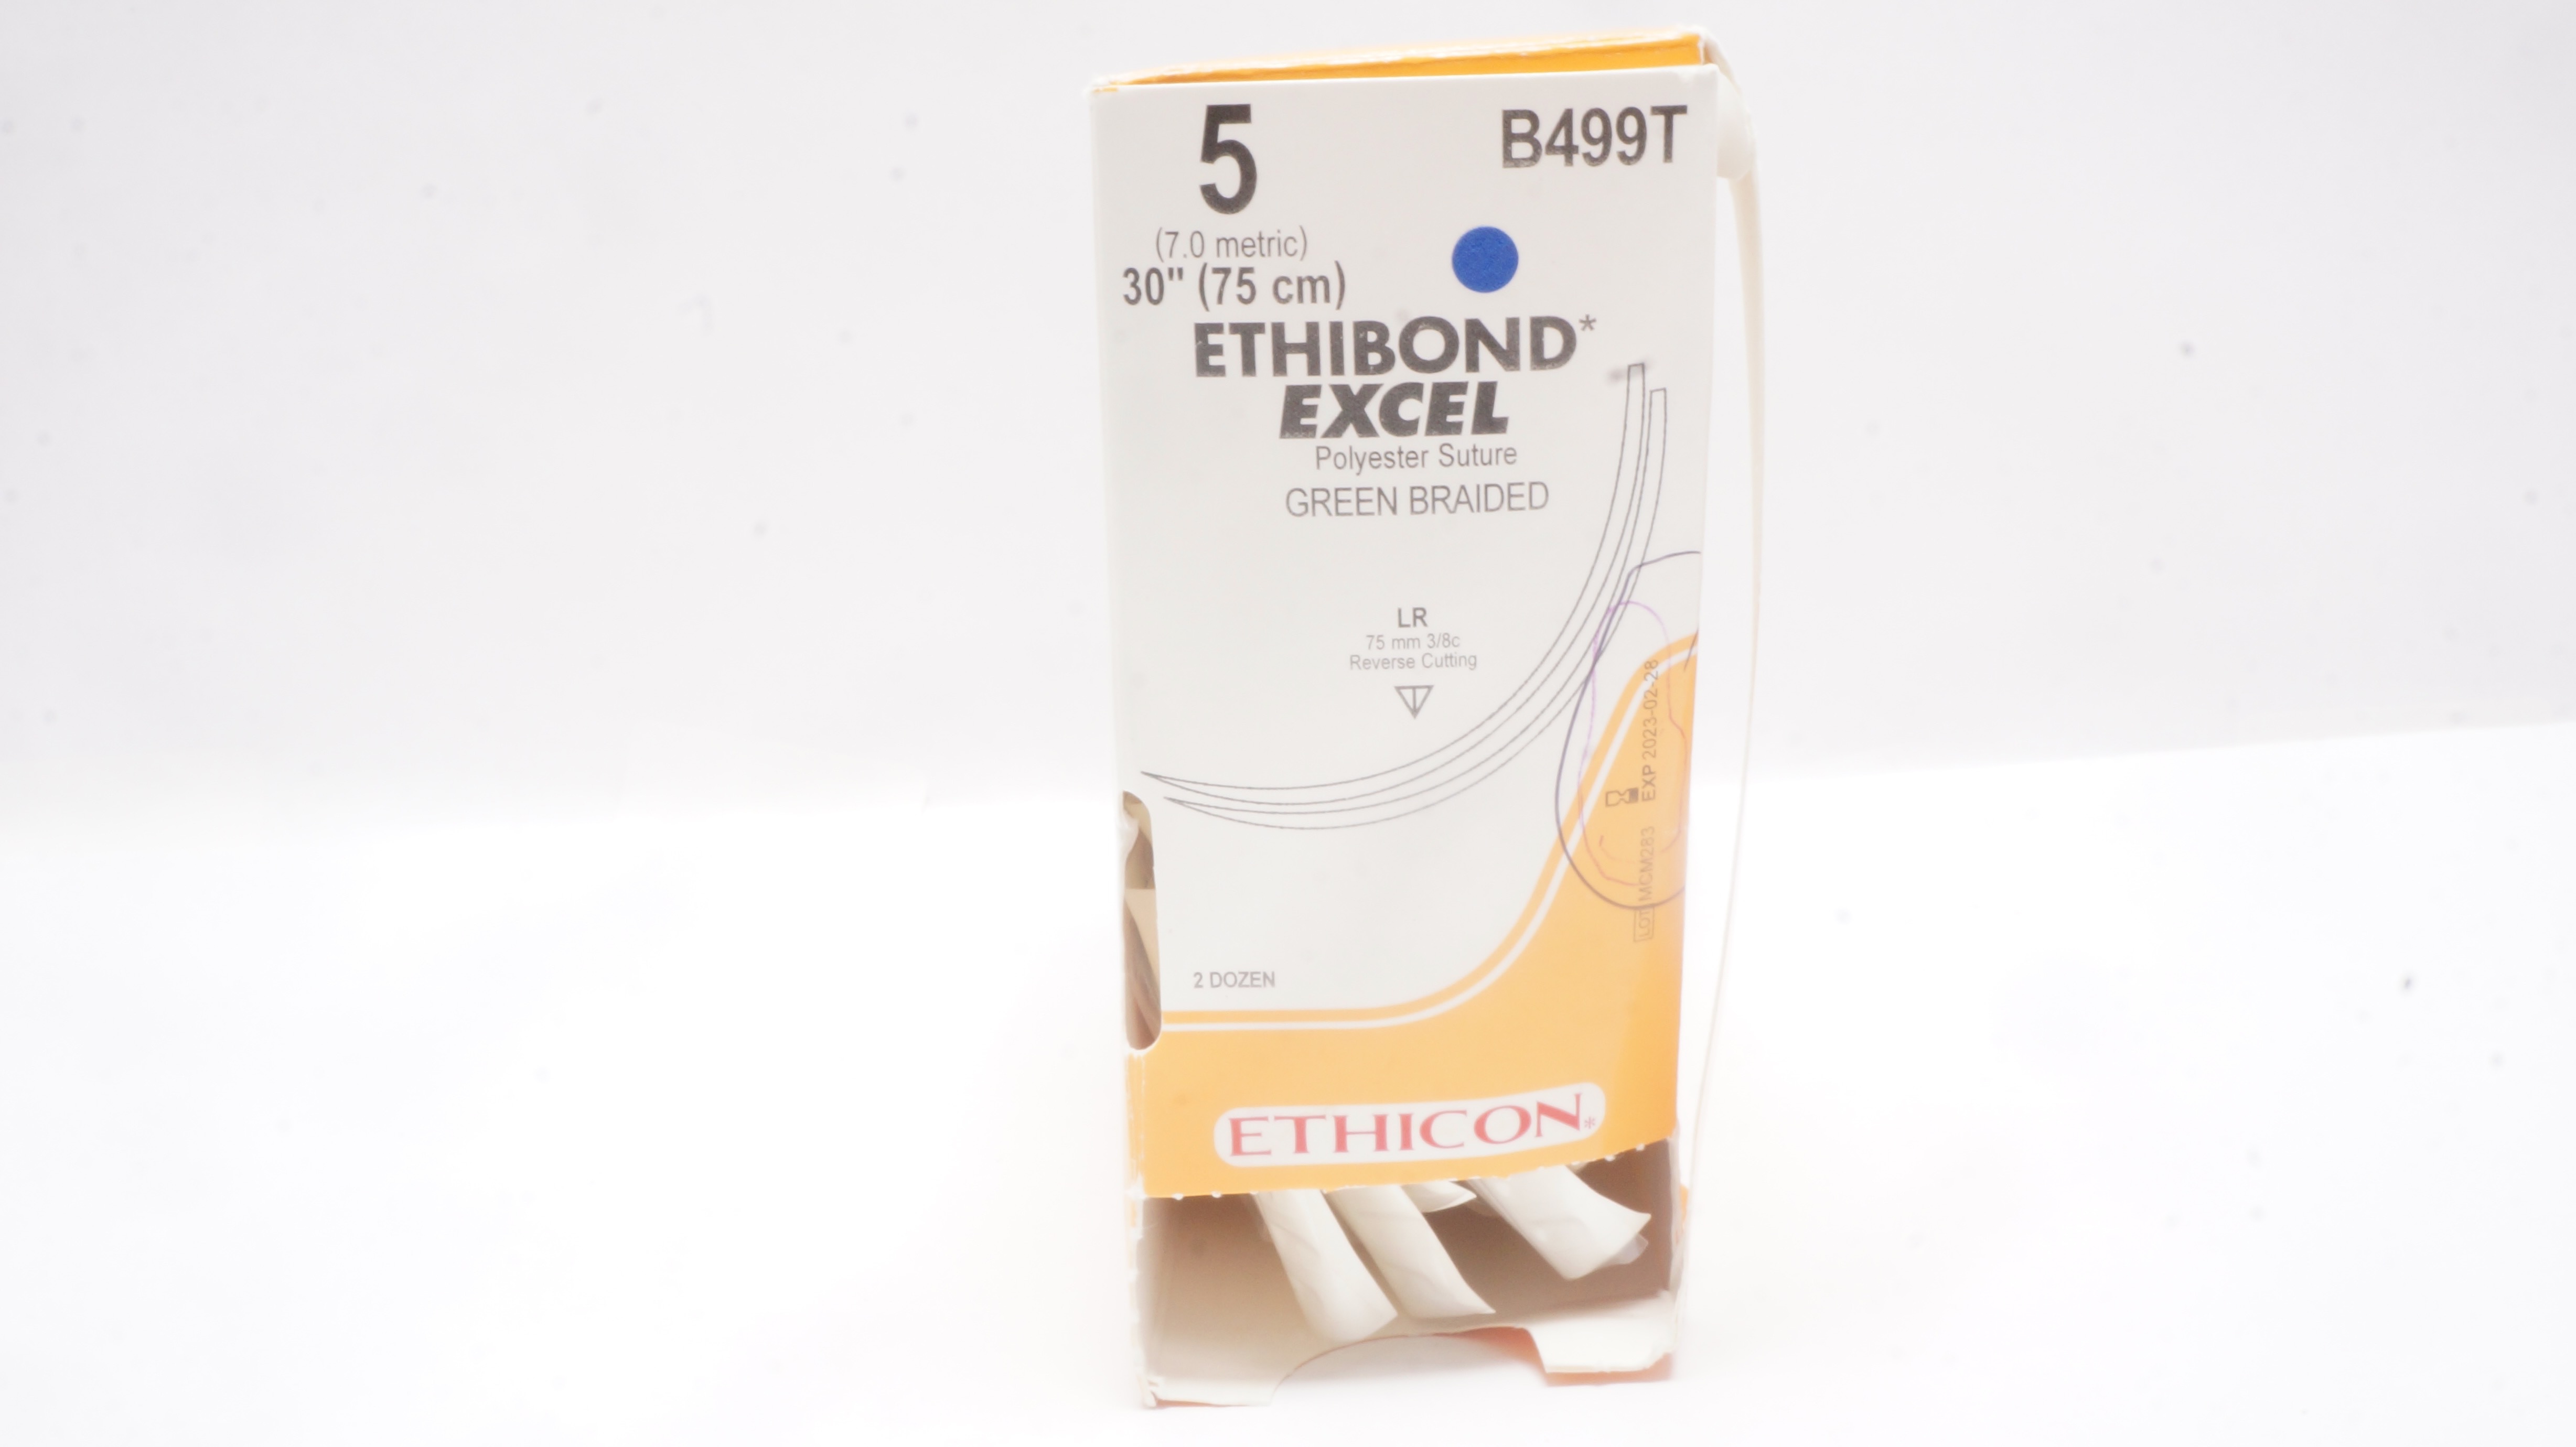 5
B499T
(7.0 metric)
30" (75 cm)
ETHIBOND*
EXCEL
Polyester Suture
GREEN BRAIDED
LR
75 mm 3/8c
Reverse Cutting
EXP 2023-02-28
LOT MCM283
2 DOZEN
ETHICON*